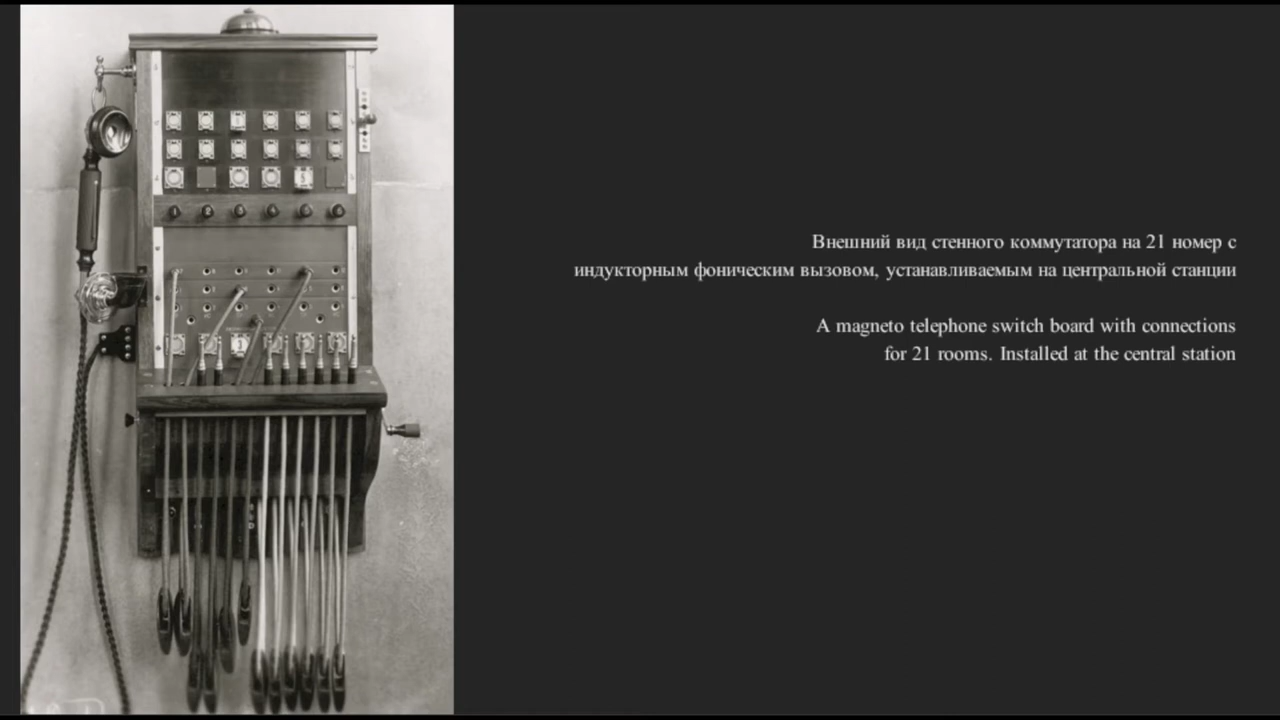 Внешний вид стенного коммутатора на 21 номер с
индукторным фоническим вызовом, устанавливаемым на центральной станции
A magneto telephone switch board with connections
for 21 rooms. Installed at the central station